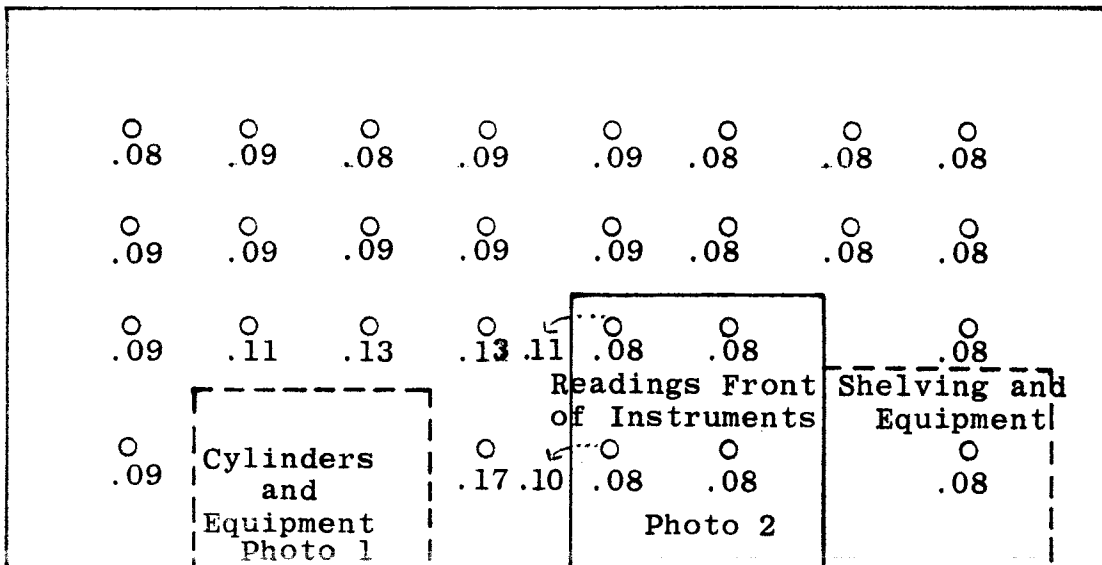 .08 .09 .08 .09 .09 .08 .08 .08
.09 .09 .09 .09 .09 .08 .08 .08
.09 .11 .13 .13 .11 .08 .08 .08
Readings Front Shelving and
of Instruments Equipment
.09 Cylinders .17 .10 .08 .08 .08
and
Equipment Photo 2
Photo 1